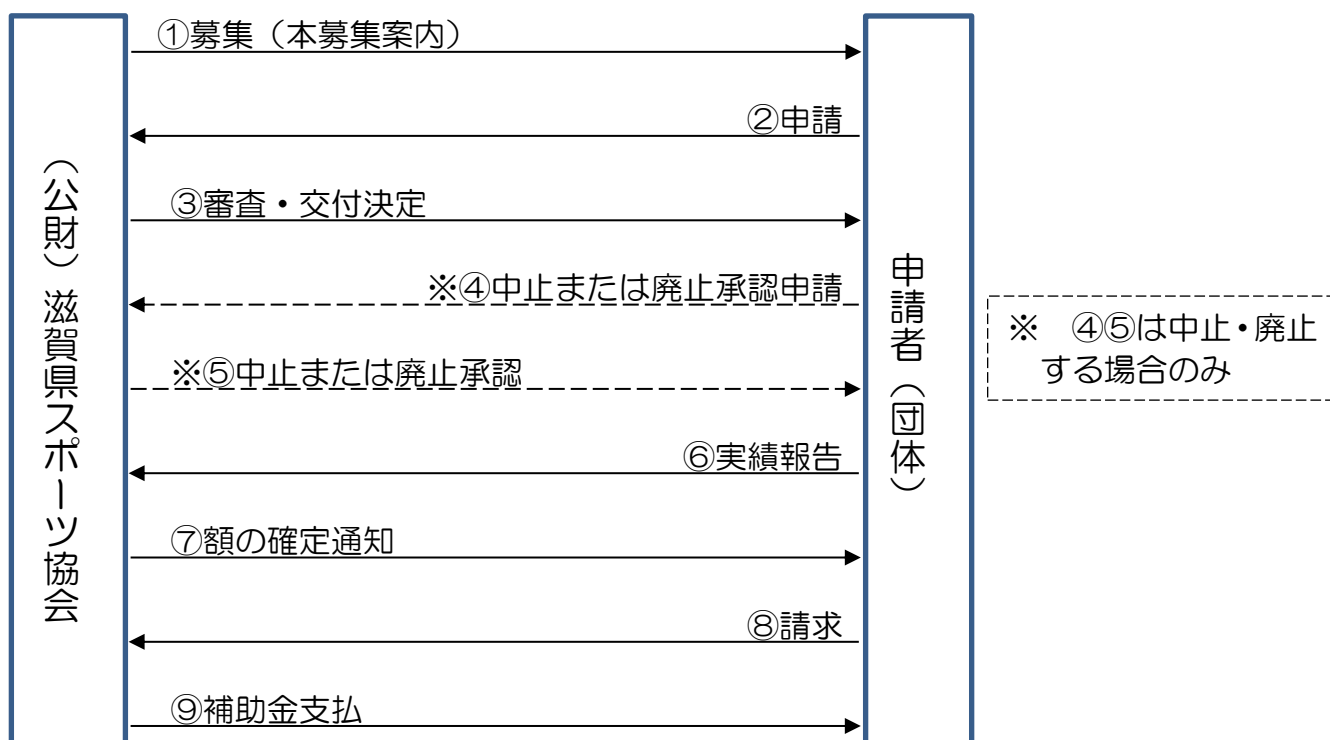 （公財）滋賀県スポーツ協会
①募集（本募集案内）
②申請
③審査・交付決定
※④中止または廃止承認申請
※⑤中止または廃止承認
⑥実績報告
⑦額の確定通知
⑧請求
⑨補助金支払
申請者（団体）
※　④⑤は中止・廃止
する場合のみ